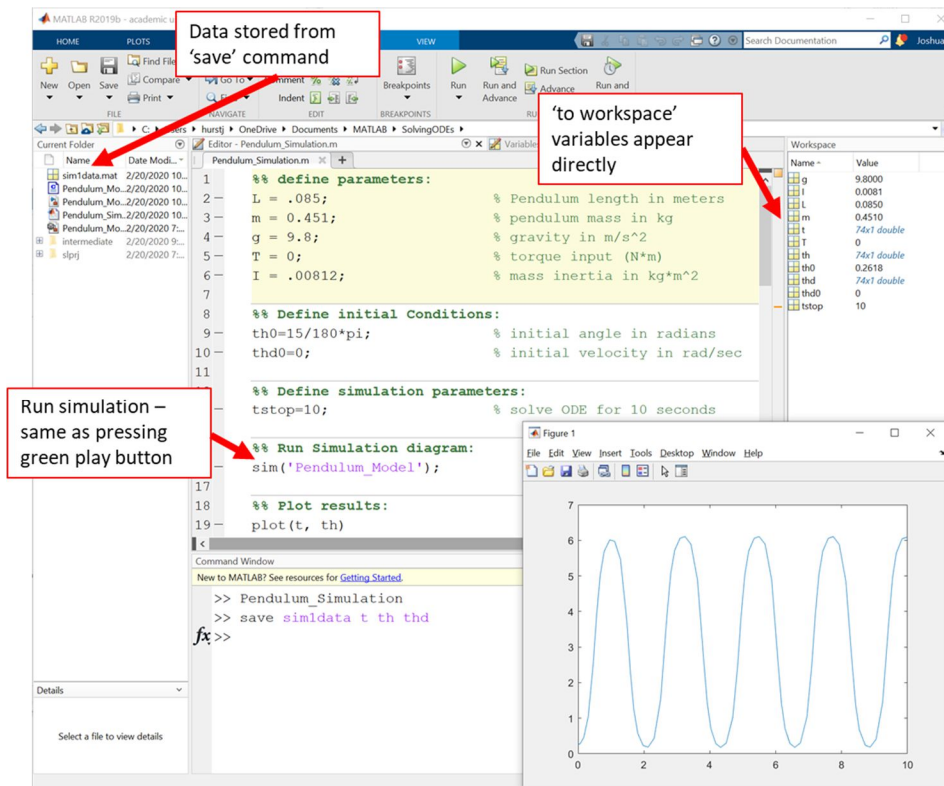 MATLAB R2019b - academic u
Data stored from
‘save’ command
HOME PLOTS VIEW
Search Documentation
Joshua
New Open Save
Find File
Compare
Print
Go To
Comment
Indent
Breakpoints
Run
Run and
Advance
Run Section
Advance
Run and
FILE NAVIGATE EDIT BREAKPOINTS
C: hurstj OneDrive Documents MATLAB SolvingODEs
‘to workspace’
variables appear
directly
Current Folder
Name Date Modi...
sim1data.mat 2/20/2020 10...
Pendulum_Mo...2/20/2020 10...
Pendulum_Mo...2/20/2020 10...
Pendulum_Sim...2/20/2020 10...
Pendulum_Mo...2/20/2020 7:...
intermediate 2/20/2020 9:...
slprj 2/20/2020 7:...
Editor - Pendulum_Simulation.m
Pendulum_Simulation.m
1 %% define parameters:
2 L = .085; % Pendulum length in meters
3 m = 0.451; % pendulum mass in kg
4 g = 9.8; % gravity in m/s^2
5 T = 0; % torque input (N*m)
6 I = .00812; % mass inertia in kg*m^2
7
8 %% Define initial Conditions:
9 th0=15/180*pi; % initial angle in radians
10 thd0=0; % initial velocity in rad/sec
11
%% Define simulation parameters:
tstop=10; % solve ODE for 10 seconds
%% Run Simulation diagram:
sim('Pendulum_Model');
17
18 %% Plot results:
19 plot(t, th)
Run simulation –
same as pressing
green play button
Workspace
Name Value
g 9.8000
I 0.0081
L 0.0850
m 0.4510
t 74x1 double
T 0
th 74x1 double
th0 0.2618
thd 74x1 double
thd0 0
tstop 10
Command Window
New to MATLAB? See resources for Getting Started.
>> Pendulum_Simulation
>> save sim1data t th thd
fx >>
Details
Select a file to view details
Figure 1
File Edit View Insert Tools Desktop Window Help
7
6
5
4
3
2
1
0
0 2 4 6 8 10